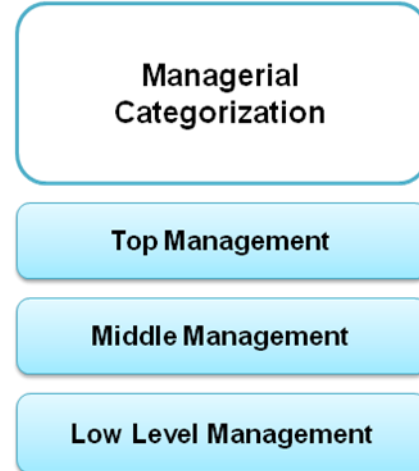 Managerial
Categorization
Top Management
Middle Management
Low Level Management